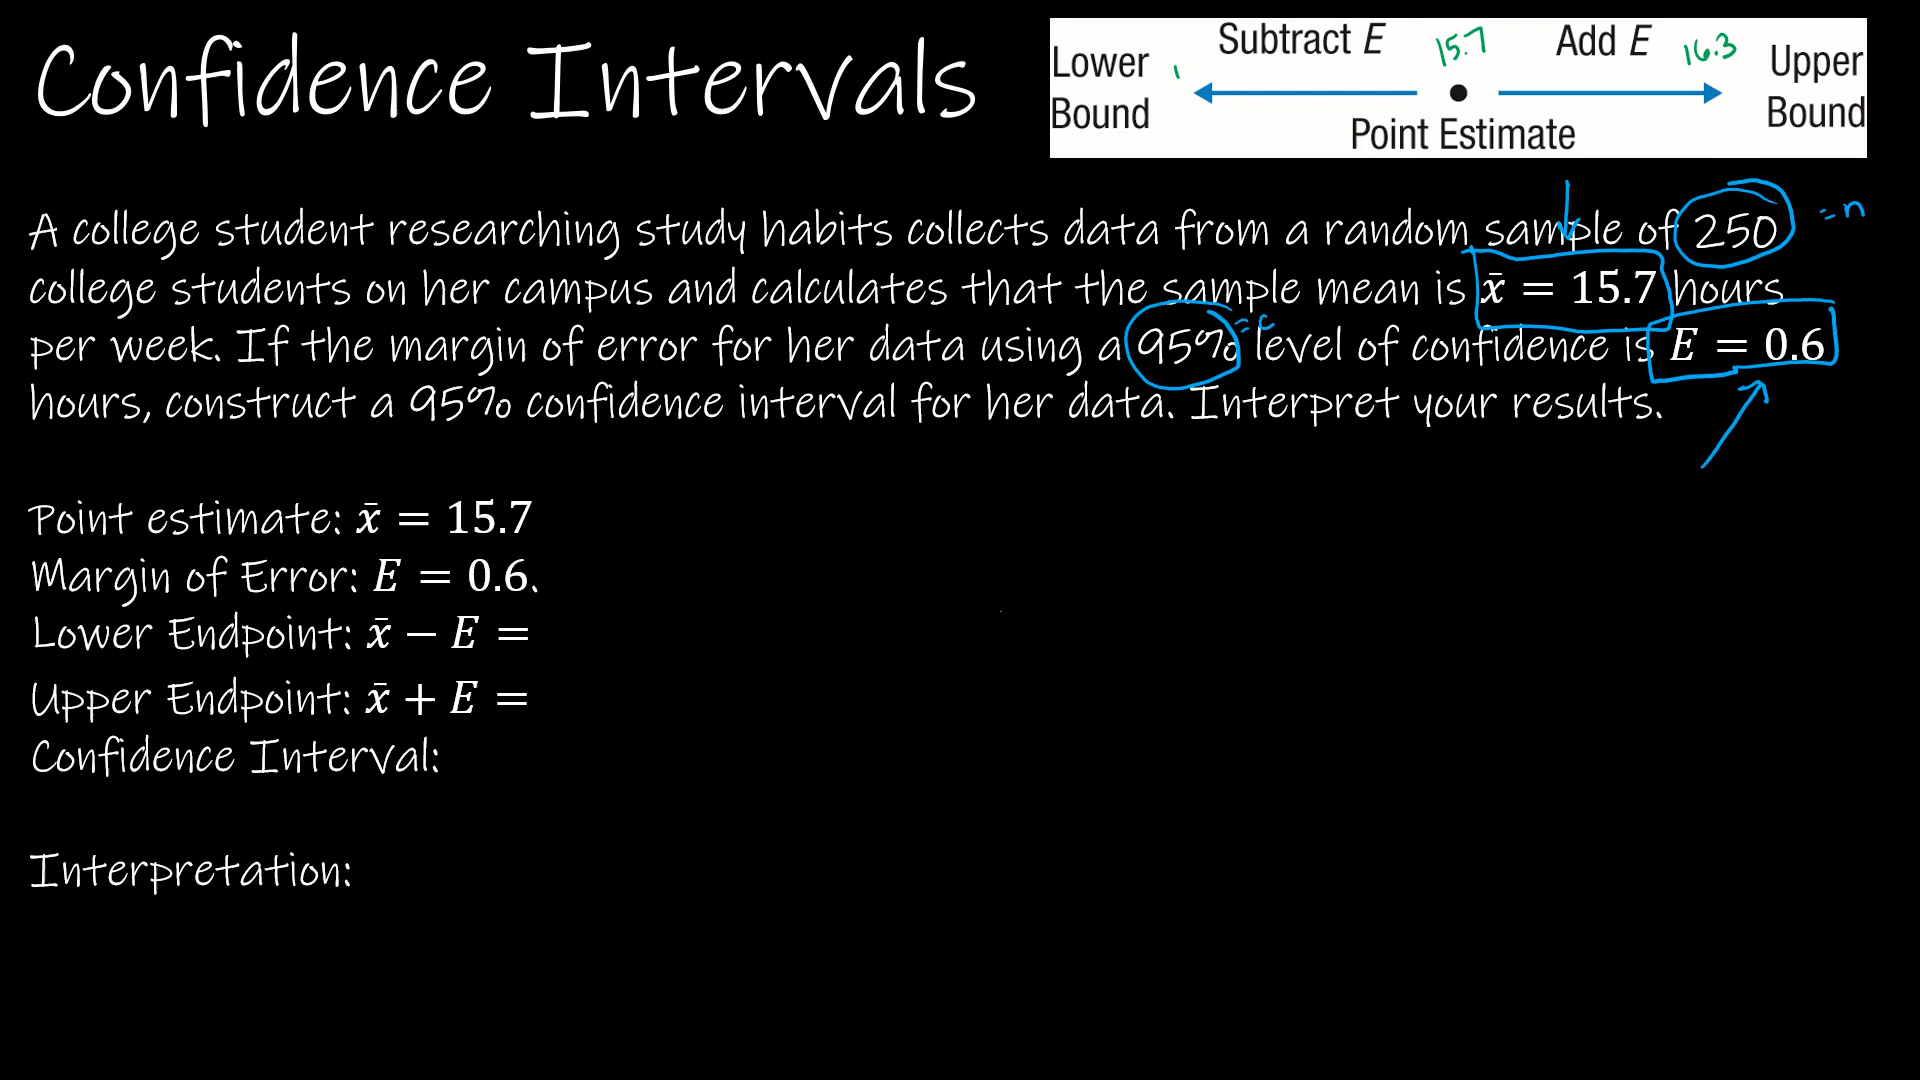 Confidence Intervals
Subtract E 15.7 Add E 16.3
Lower Bound
Upper Bound
Point Estimate
A college student researching study habits collects data from a random sample of 250 = n
college students on her campus and calculates that the sample mean is x̄ = 15.7 hours
per week. If the margin of error for her data using a 95% = c level of confidence is E = 0.6
hours, construct a 95% confidence interval for her data. Interpret your results.
Point estimate: x̄ = 15.7
Margin of Error: E = 0.6.
Lower Endpoint: x̄ − E =
Upper Endpoint: x̄ + E =
Confidence Interval:
Interpretation: